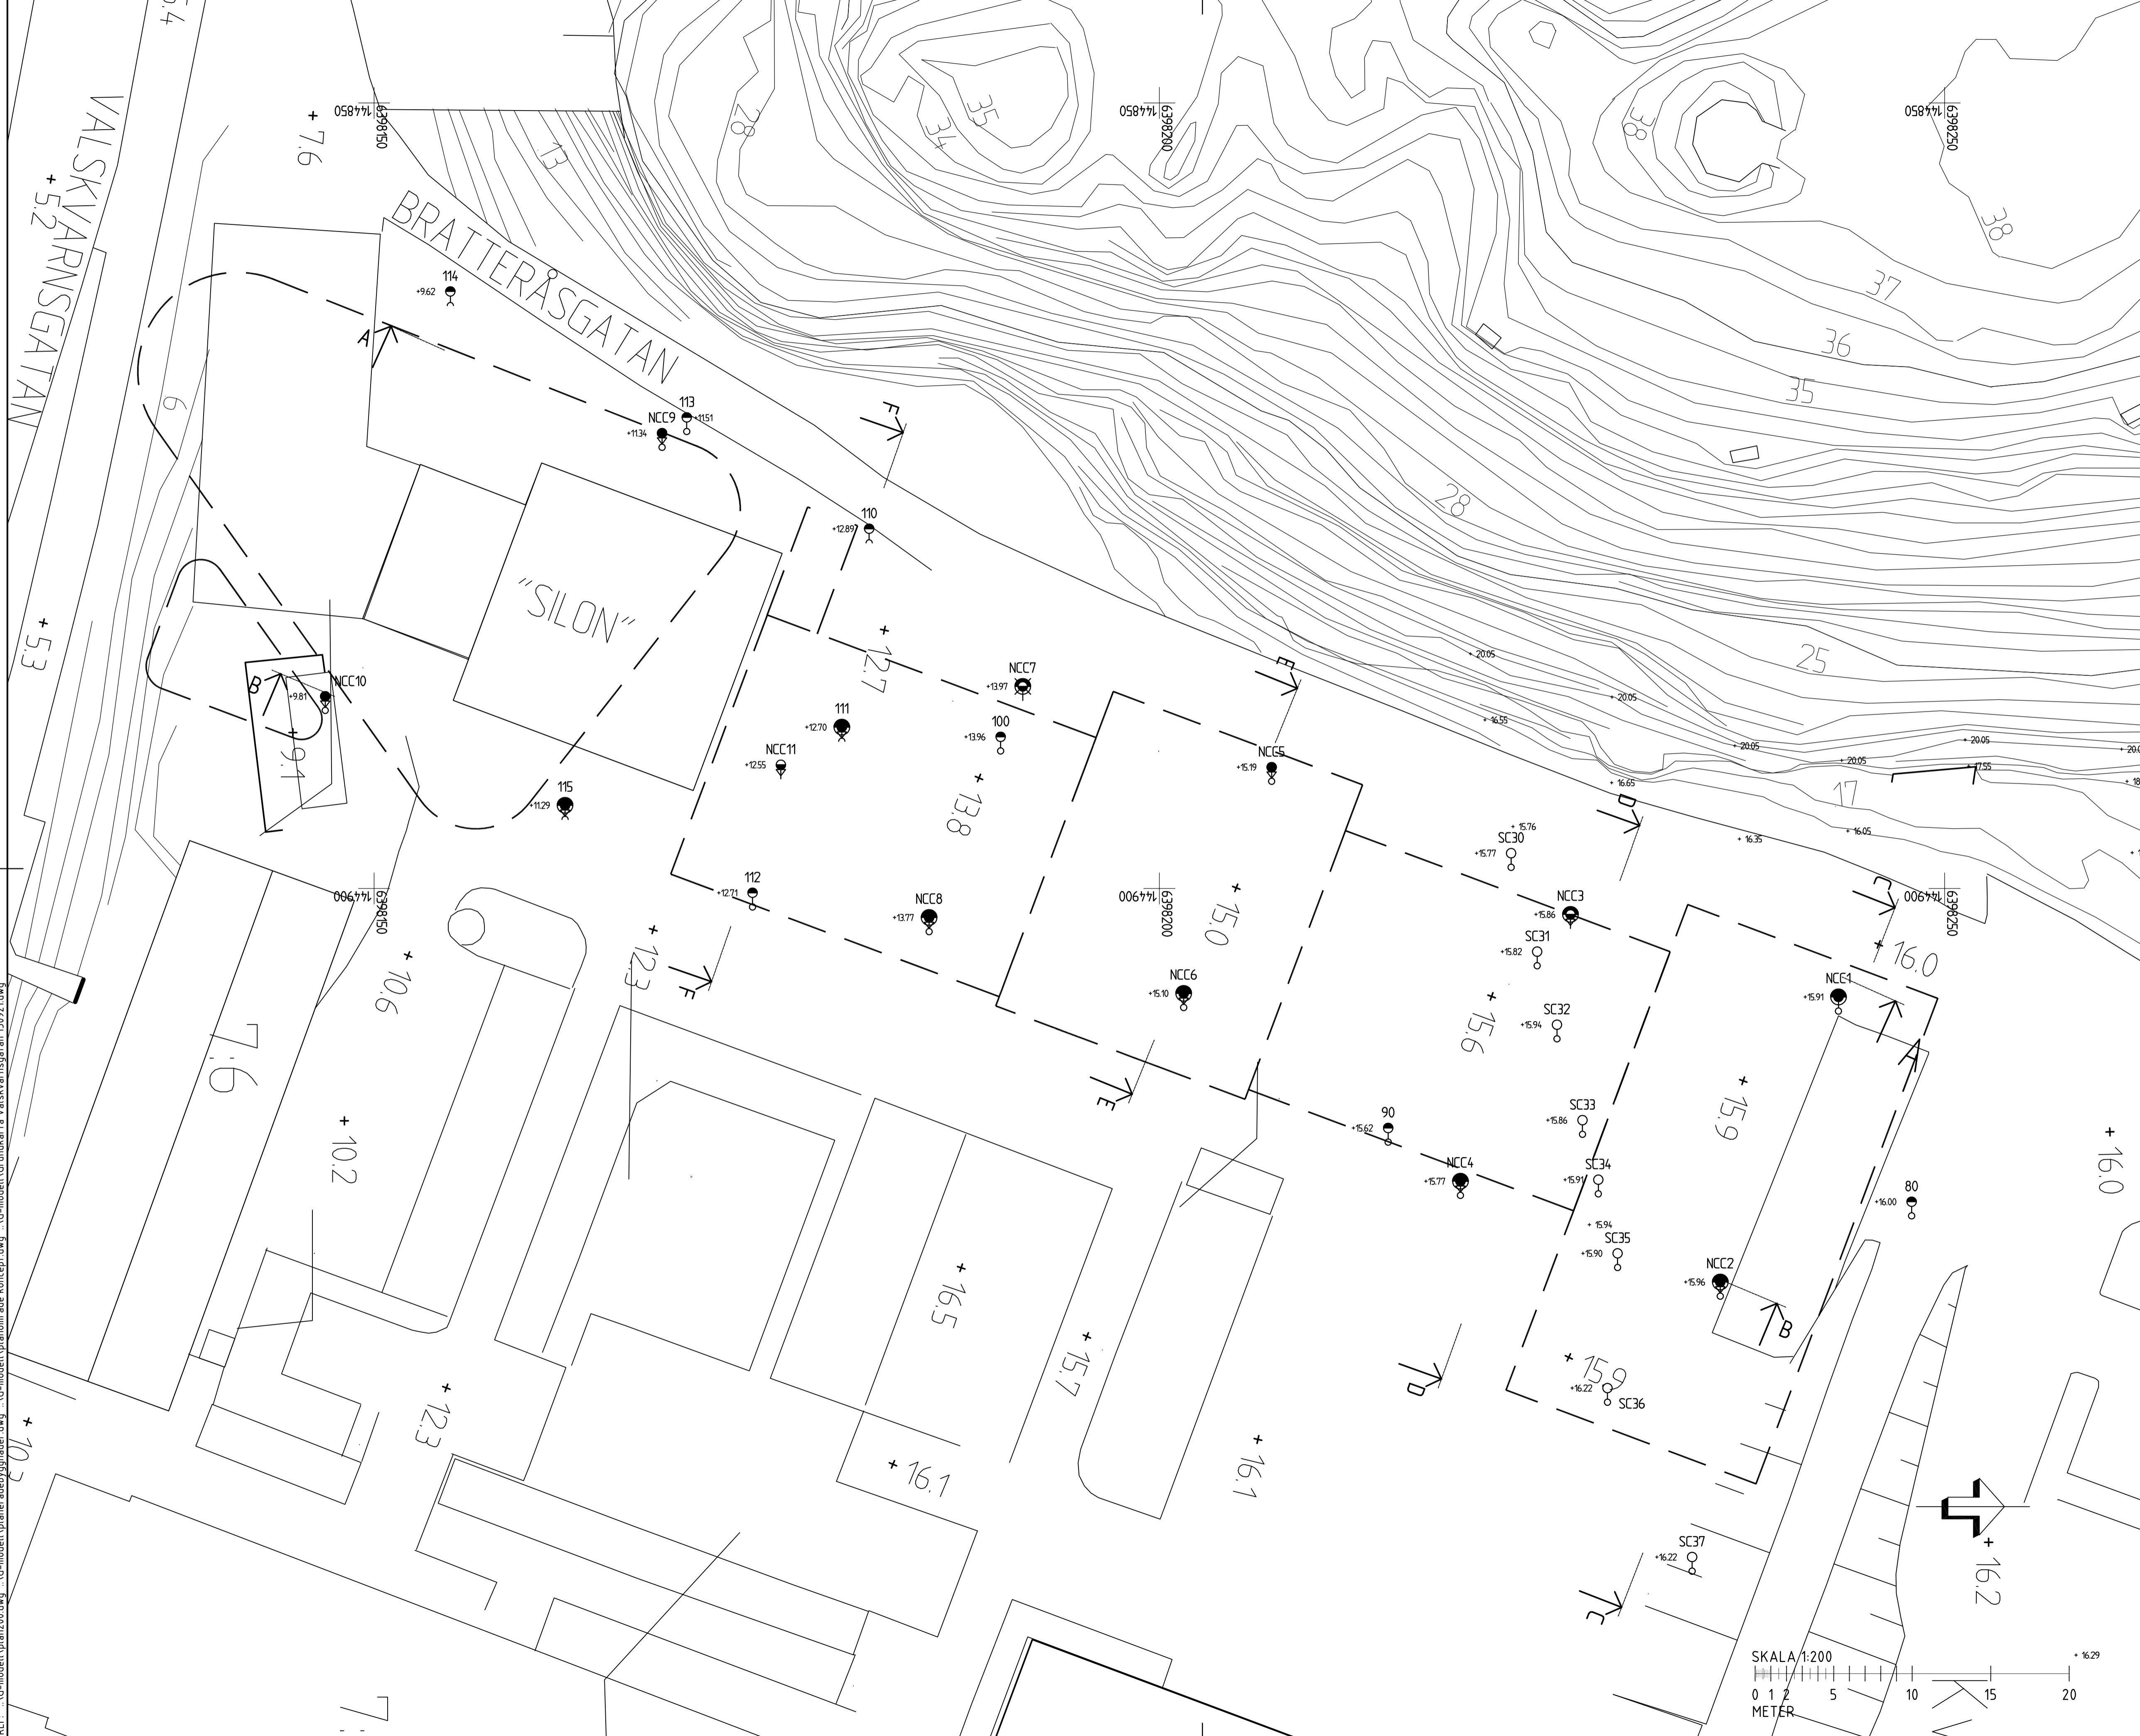 VALSKVARNSGATAN
BRATTERÅSGATAN
"SILON"
+ 7.6
+ 5.2
+ 5.3
5.4
6
13
28
35
34
38
38
37
36
35
28
25
17
144850
6398150
144850
6398200
144850
6398250
144900
6398150
144900
6398200
144900
6398250
114
+9.62
A
113
+11.51
NCC9
+11.34
F
110
+12.89
+ 12.7
NCC7
+13.97
100
+13.96
111
+12.70
NCC11
+12.55
115
+11.29
NCC10
+9.81
B
+ 9.1
E
NCC5
+15.19
+ 13.8
112
+12.71
NCC8
+13.77
+ 15.0
NCC6
+15.10
+ 20.05
+ 20.05
+ 16.55
+ 20.05
+ 20.05
+ 20.05
+ 17.55
+ 16.65
+ 16.05
+ 16.35
D
+ 15.76
SC30
+15.77
NCC3
+15.86
SC31
+15.82
SC32
+15.94
+ 15.6
C
+ 16.0
NCC1
+15.91
A
+ 15.9
SC33
+15.86
90
+15.62
NCC4
+15.77
SC34
+15.91
+ 15.94
SC35
+15.90
80
+16.00
+ 16.0
NCC2
+15.96
B
+ 15.9
+16.22
SC36
D
SC37
+16.22
C
F
E
+ 12.3
+ 10.6
7:6
+ 10.2
+ 12.3
+ 10.3
+ 16.5
+ 15.7
+ 16.1
+ 16.1
+ 16.2
+ 16.29
SKALA 1:200
0 1 2 5 10 15 20
METER